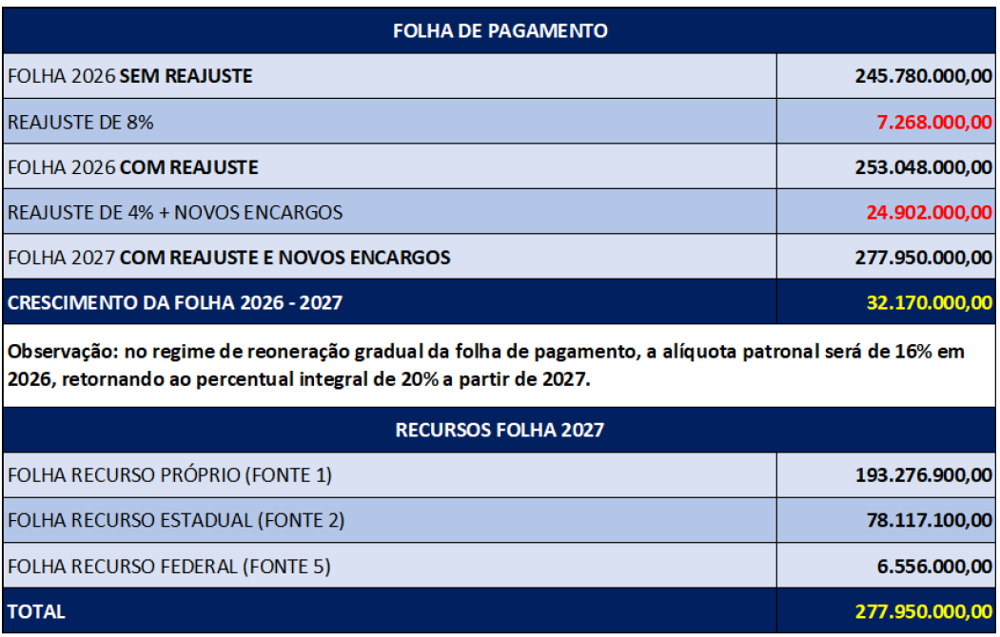 FOLHA DE PAGAMENTO
FOLHA 2026 SEM REAJUSTE 245.780.000,00
REAJUSTE DE 8% 7.268.000,00
FOLHA 2026 COM REAJUSTE 253.048.000,00
REAJUSTE DE 4% + NOVOS ENCARGOS 24.902.000,00
FOLHA 2027 COM REAJUSTE E NOVOS ENCARGOS 277.950.000,00
CRESCIMENTO DA FOLHA 2026 - 2027 32.170.000,00
Observação: no regime de reoneração gradual da folha de pagamento, a alíquota patronal será de 16% em
2026, retornando ao percentual integral de 20% a partir de 2027.
RECURSOS FOLHA 2027
FOLHA RECURSO PRÓPRIO (FONTE 1) 193.276.900,00
FOLHA RECURSO ESTADUAL (FONTE 2) 78.117.100,00
FOLHA RECURSO FEDERAL (FONTE 5) 6.556.000,00
TOTAL 277.950.000,00